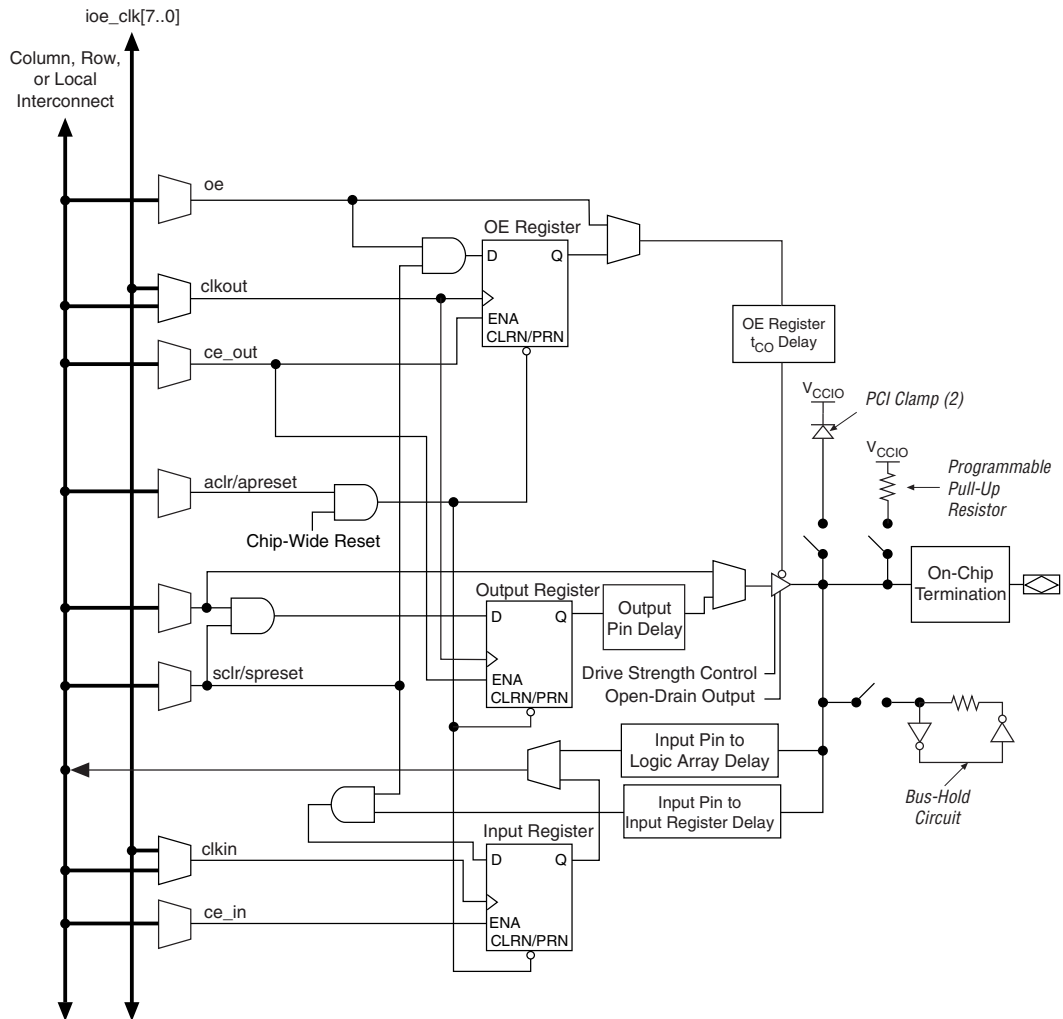 ioe_clk[7..0]
Column, Row,
or Local
Interconnect
oe
OE Register
D
Q
clkout
ENA
CLRN/PRN
OE Register
tCO Delay
ce_out
VCCIO
PCI Clamp (2)
VCCIO
Programmable
Pull-Up
Resistor
aclr/apreset
Chip-Wide Reset
On-Chip
Termination
Output Register
D
Q
Output
Pin Delay
ENA
CLRN/PRN
Drive Strength Control
Open-Drain Output
sclr/spreset
Input Pin to
Logic Array Delay
Input Pin to
Input Register Delay
Bus-Hold
Circuit
Input Register
D
Q
clkin
ENA
CLRN/PRN
ce_in